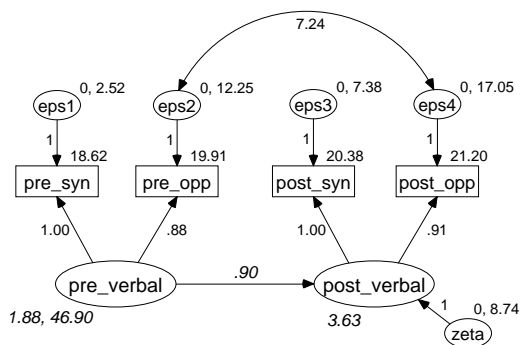 7.24
0, 2.52
0, 12.25
0, 7.38
0, 17.05
eps1
eps2
eps3
eps4
1
1
1
1
18.62
19.91
20.38
21.20
pre_syn
pre_opp
post_syn
post_opp
1.00
.88
1.00
.91
.90
pre_verbal
post_verbal
1.88, 46.90
3.63
1
0, 8.74
zeta